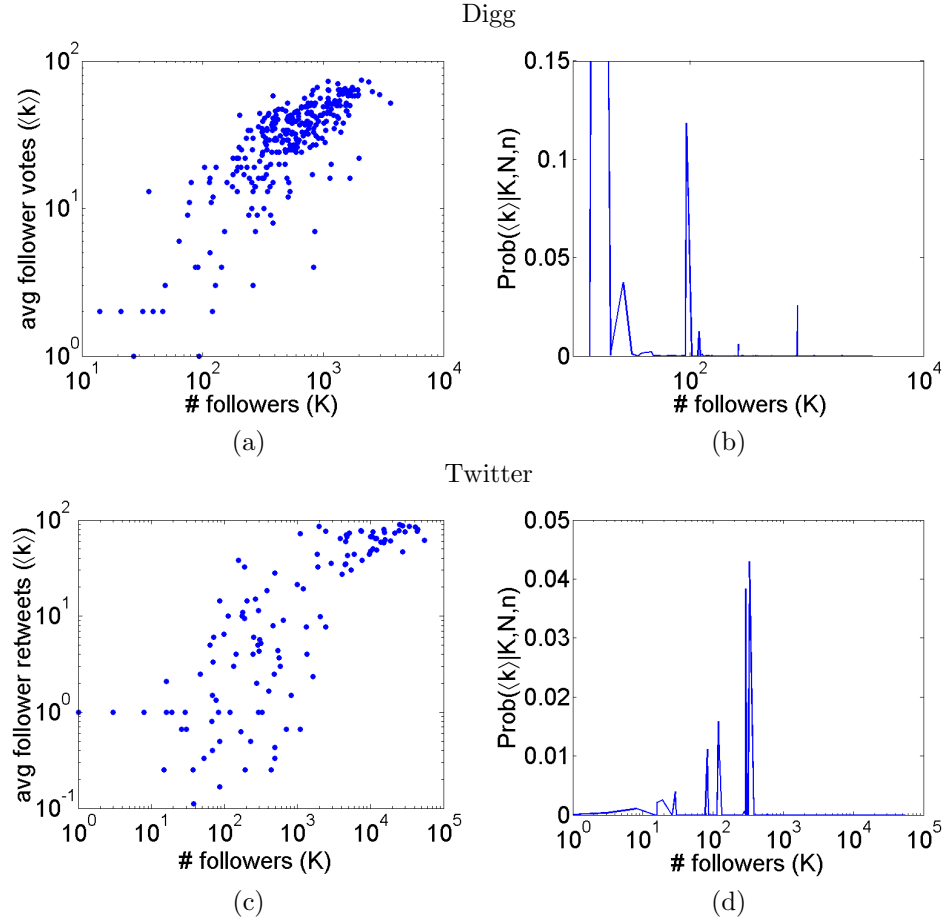 Digg
avg follower votes (⟨k⟩)
10^2
10^1
10^0
10^1 10^2 10^3 10^4
# followers (K)
(a)
Prob(⟨k⟩|K,N,n)
0.15
0.1
0.05
0
10^2 10^4
# followers (K)
(b)
Twitter
avg follower retweets (⟨k⟩)
10^2
10^1
10^0
10^-1
10^0 10^1 10^2 10^3 10^4 10^5
# followers (K)
(c)
Prob(⟨k⟩|K,N,n)
0.05
0.04
0.03
0.02
0.01
0
10^0 10^1 10^2 10^3 10^4 10^5
# followers (K)
(d)